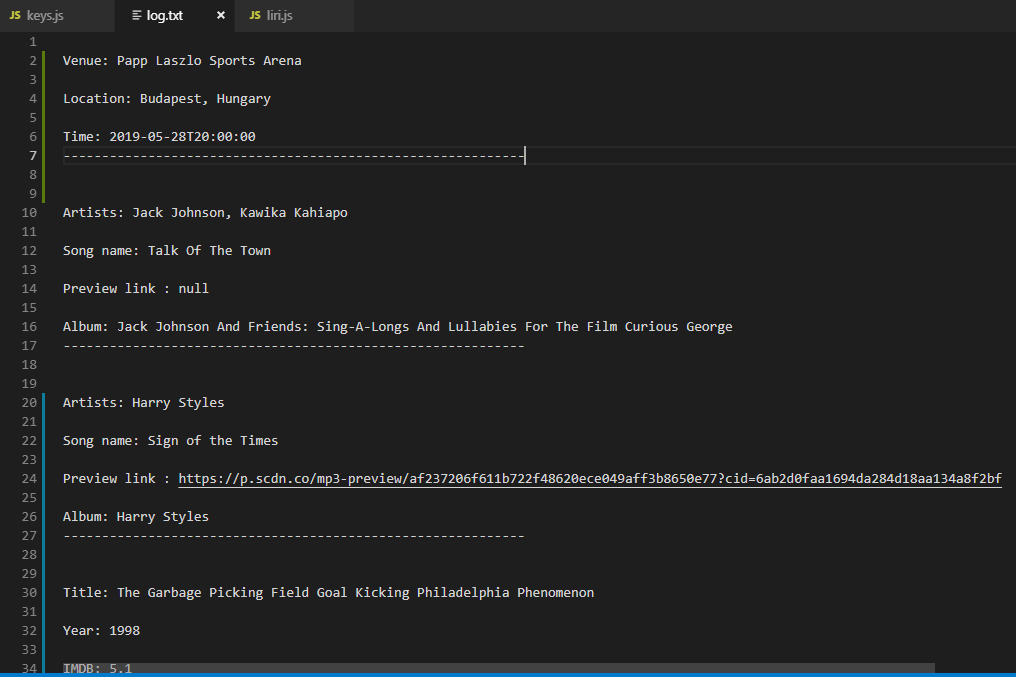 JS keys.js log.txt × JS liri.js
1
2 Venue: Papp Laszlo Sports Arena
3
4 Location: Budapest, Hungary
5
6 Time: 2019-05-28T20:00:00
7 ------------------------------------------------------------
8
9
10 Artists: Jack Johnson, Kawika Kahiapo
11
12 Song name: Talk Of The Town
13
14 Preview link : null
15
16 Album: Jack Johnson And Friends: Sing-A-Longs And Lullabies For The Film Curious George
17 ------------------------------------------------------------
18
19
20 Artists: Harry Styles
21
22 Song name: Sign of the Times
23
24 Preview link : https://p.scdn.co/mp3-preview/af237206f611b722f48620ece049aff3b8650e77?cid=6ab2d0faa1694da284d18aa134a8f2bf
25
26 Album: Harry Styles
27 ------------------------------------------------------------
28
29
30 Title: The Garbage Picking Field Goal Kicking Philadelphia Phenomenon
31
32 Year: 1998
33
34 IMDB: 5.1